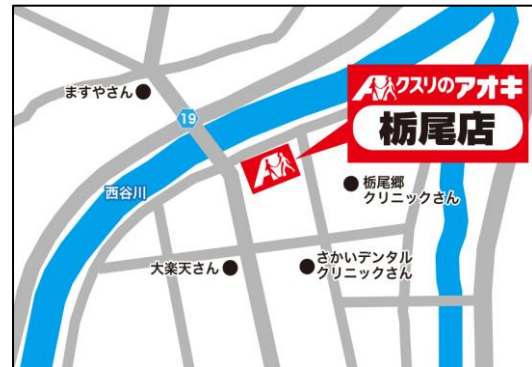 クスリのアオキ
栃尾店
ますやさん
19
西谷川
栃尾郷
クリニックさん
大楽天さん
さかいデンタル
クリニックさん